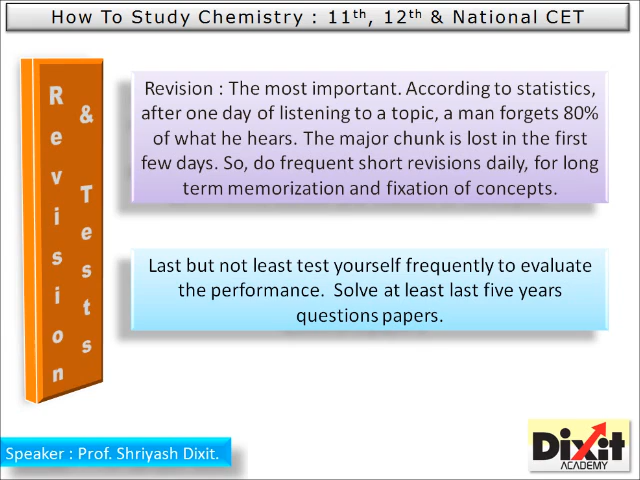 How To Study Chemistry : 11th, 12th & National CET
Revision
& Tests
Revision : The most important. According to statistics,
after one day of listening to a topic, a man forgets 80%
of what he hears. The major chunk is lost in the first
few days. So, do frequent short revisions daily, for long
term memorization and fixation of concepts.
Last but not least test yourself frequently to evaluate
the performance. Solve at least last five years
questions papers.
Speaker : Prof. Shriyash Dixit.
Dixit
ACADEMY